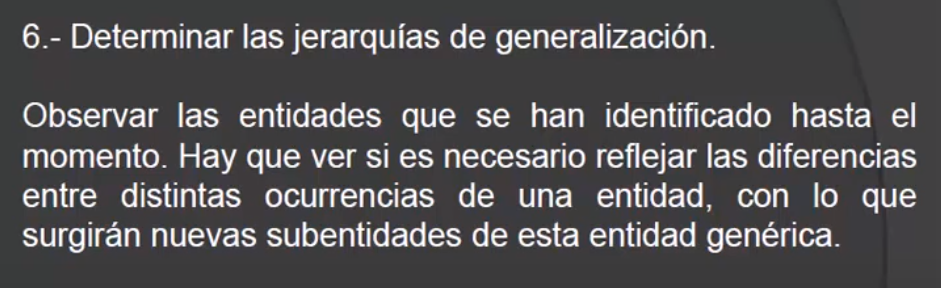 6.- Determinar las jerarquías de generalización.
Observar las entidades que se han identificado hasta el
momento. Hay que ver si es necesario reflejar las diferencias
entre distintas ocurrencias de una entidad, con lo que
surgirán nuevas subentidades de esta entidad genérica.